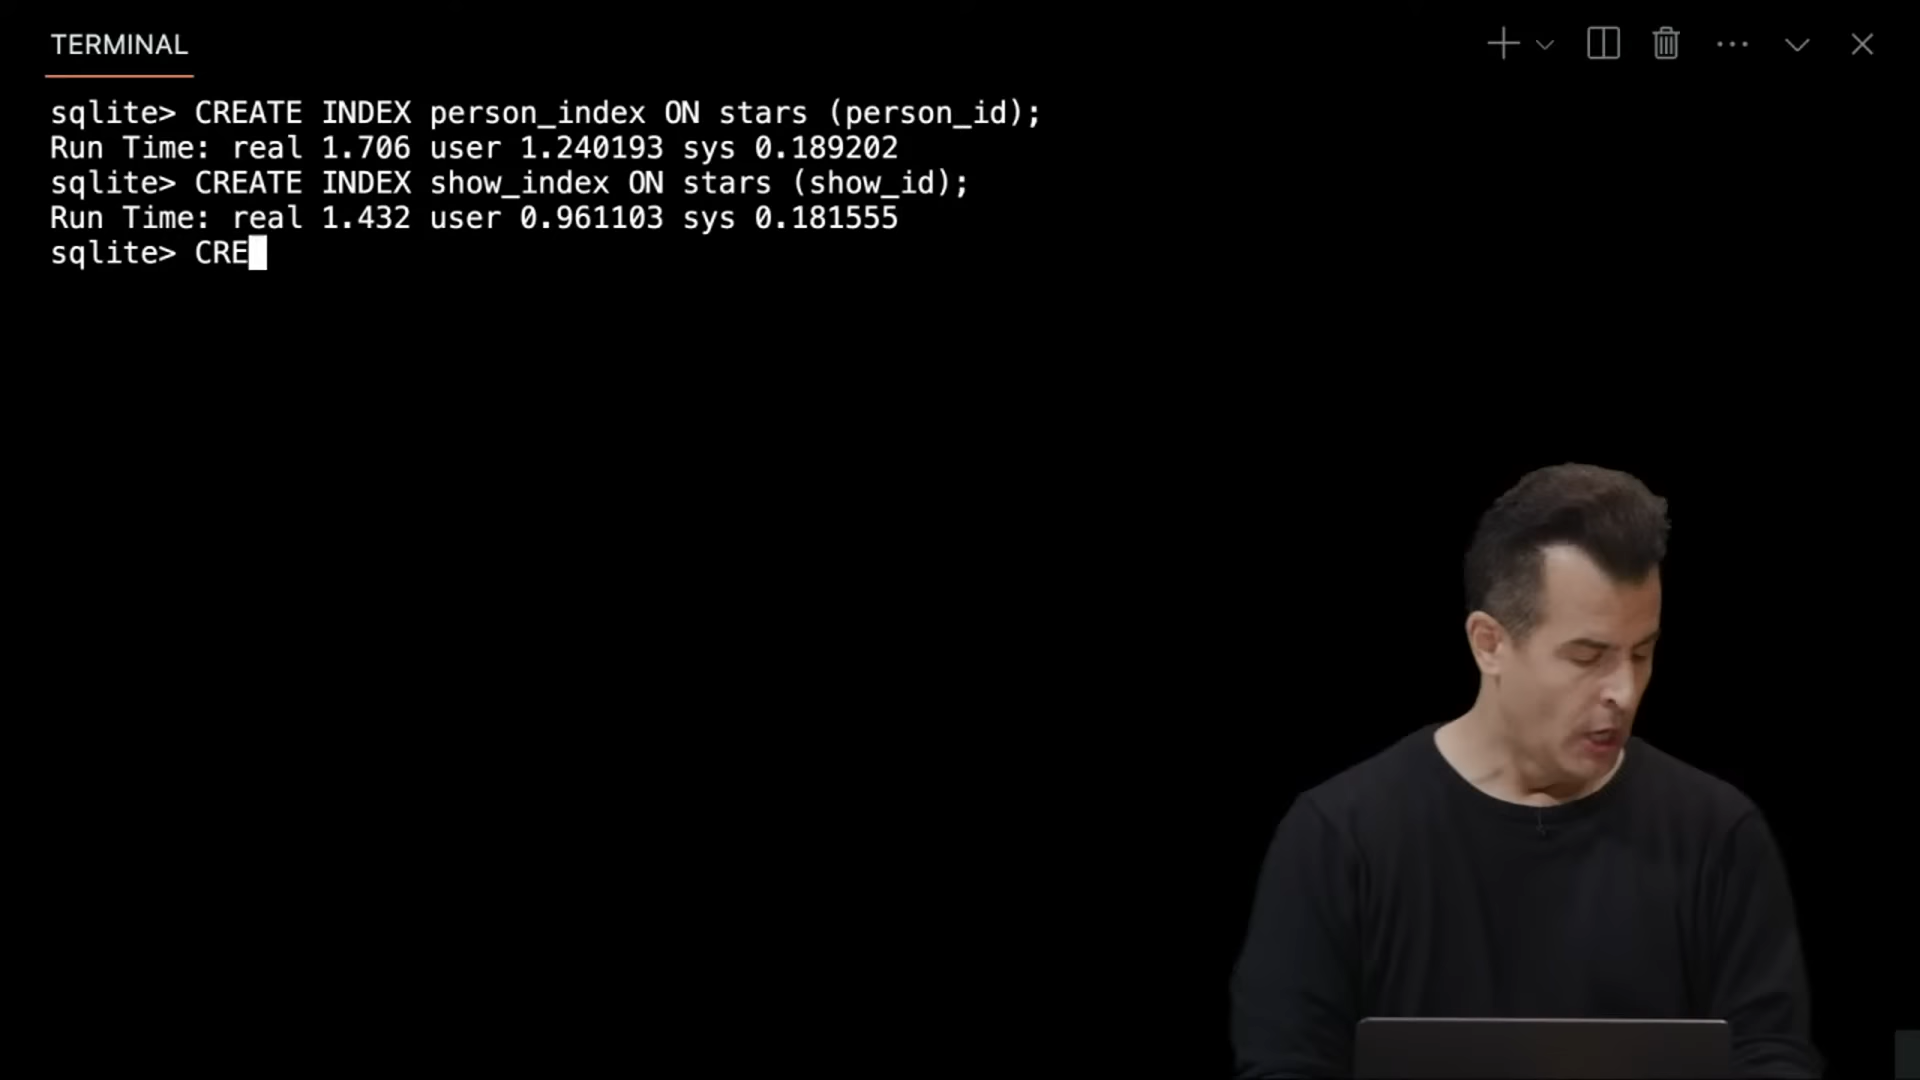 TERMINAL
sqlite> CREATE INDEX person_index ON stars (person_id);
Run Time: real 1.706 user 1.240193 sys 0.189202
sqlite> CREATE INDEX show_index ON stars (show_id);
Run Time: real 1.432 user 0.961103 sys 0.181555
sqlite> CRE